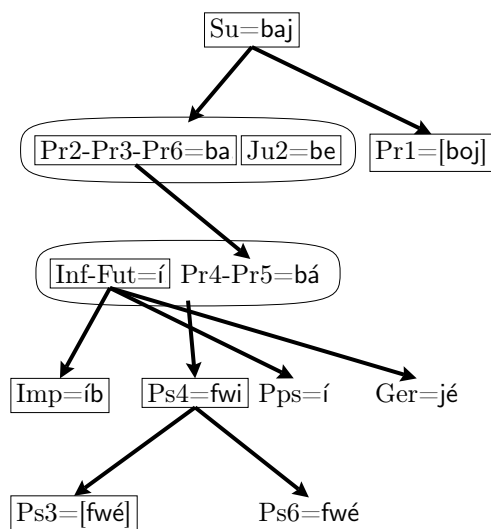 Su=baj
Pr2-Pr3-Pr6=ba Ju2=be Pr1=[boj]
Inf-Fut=í Pr4-Pr5=bá
Imp=íb Ps4=fwi Pps=í Ger=jé
Ps3=[fwé] Ps6=fwé